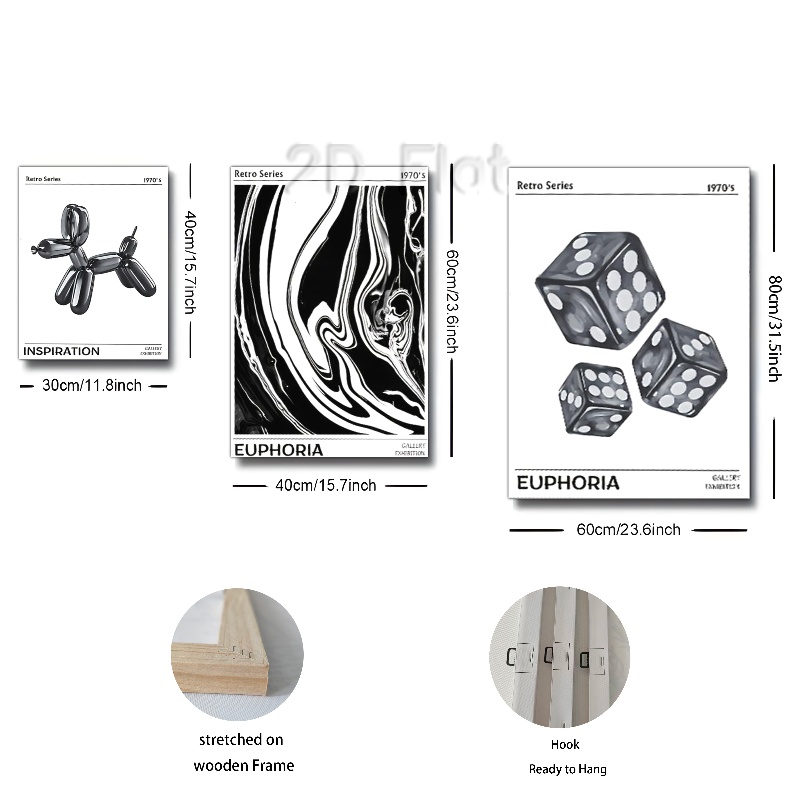 2D Flat
Retro Series 1970's
INSPIRATION
GALLERY
EXHIBITION
40cm/15.7inch
30cm/11.8inch
Retro Series 1970's
EUPHORIA
GALLERY
EXHIBITION
60cm/23.6inch
40cm/15.7inch
Retro Series 1970's
EUPHORIA
GALLERY
EXHIBITION
80cm/31.5inch
60cm/23.6inch
stretched on
wooden Frame
Hook
Ready to Hang